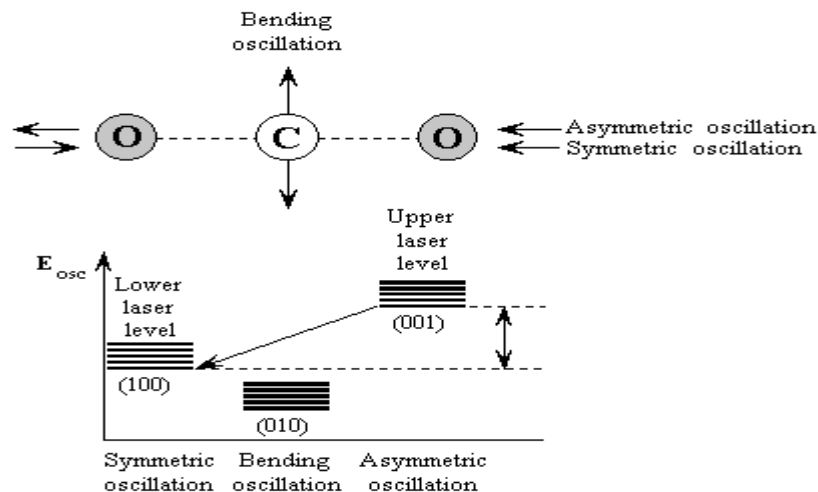 Bending
oscillation
O
C
O
Asymmetric oscillation
Symmetric oscillation
Upper
laser
level
E osc
Lower
laser
level
(001)
(100)
(010)
Symmetric oscillation
Bending oscillation
Asymmetric oscillation